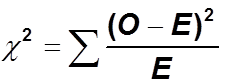 χ² = ∑ (O – E)² / E